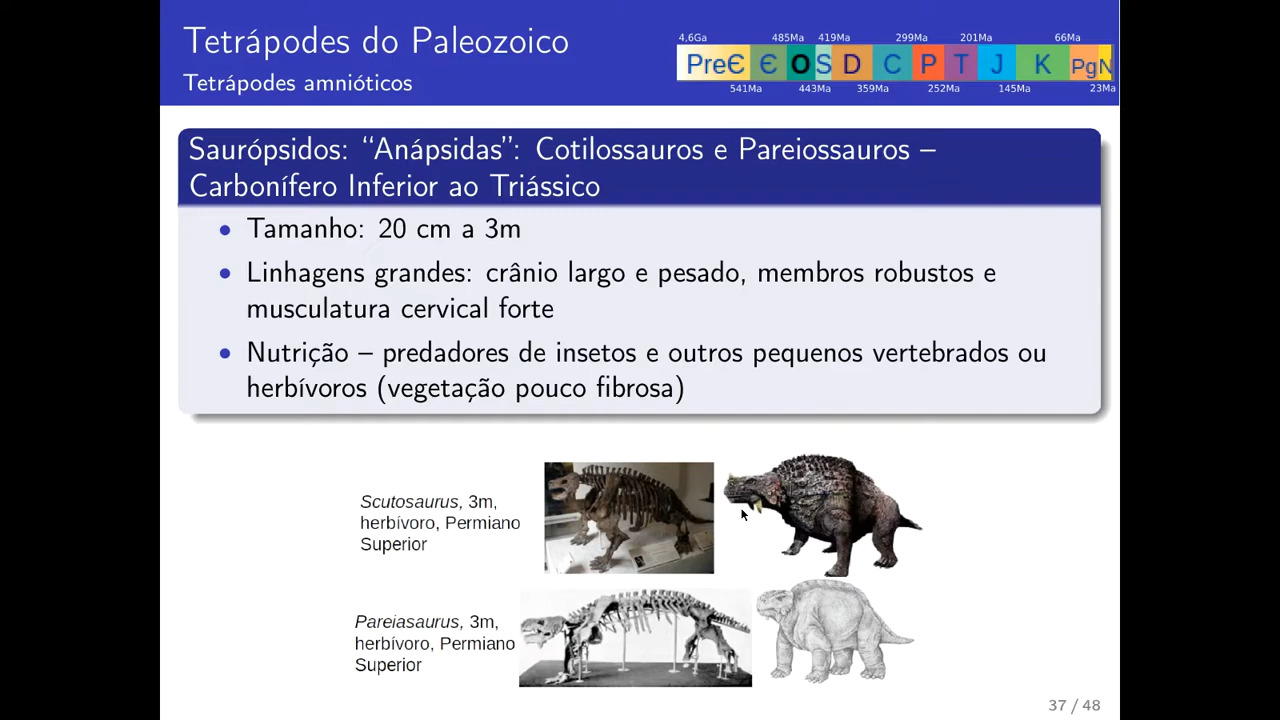 Tetrápodes do Paleozoico
Tetrápodes amnióticos
4,6Ga 485Ma 419Ma 299Ma 201Ma 66Ma
PreЄ Є O S D C P T J K Pg N
541Ma 443Ma 359Ma 252Ma 145Ma 23Ma
Saurópsidos: “Anápsidas”: Cotilossauros e Pareiossauros –
Carbonífero Inferior ao Triássico
• Tamanho: 20 cm a 3m
• Linhagens grandes: crânio largo e pesado, membros robustos e
musculatura cervical forte
• Nutrição – predadores de insetos e outros pequenos vertebrados ou
herbívoros (vegetação pouco fibrosa)
Scutosaurus, 3m,
herbívoro, Permiano
Superior
Pareiasaurus, 3m,
herbívoro, Permiano
Superior
37 / 48